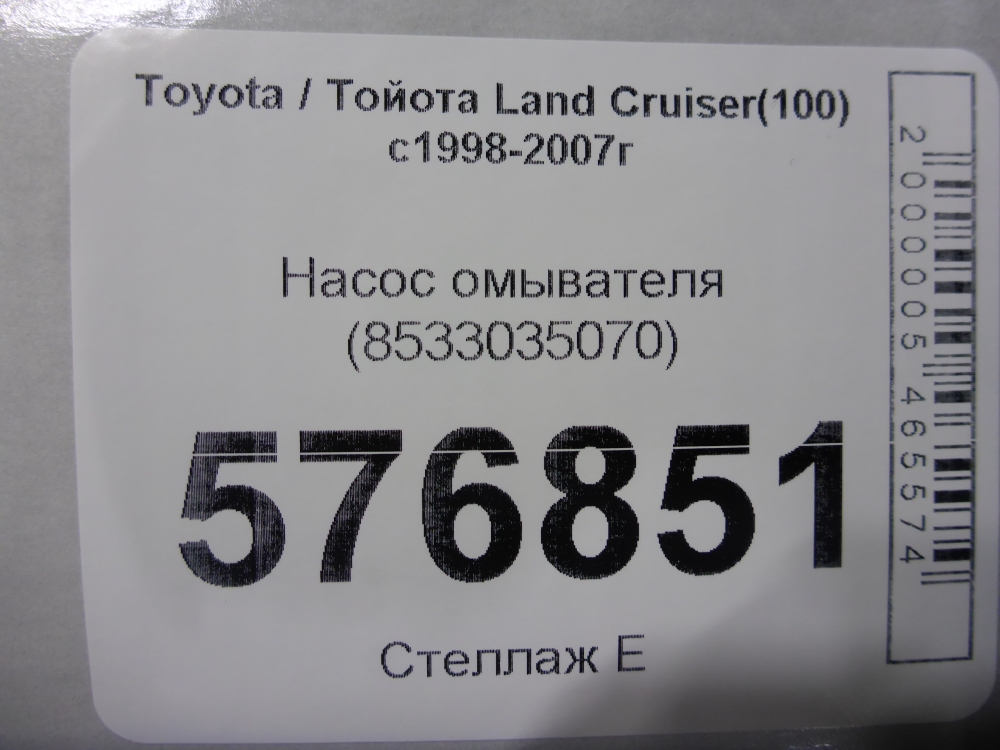 Toyota / Тойота Land Cruiser(100)
с1998-2007г
Насос омывателя
(8533035070)
576851
Стеллаж Е
2000005465574